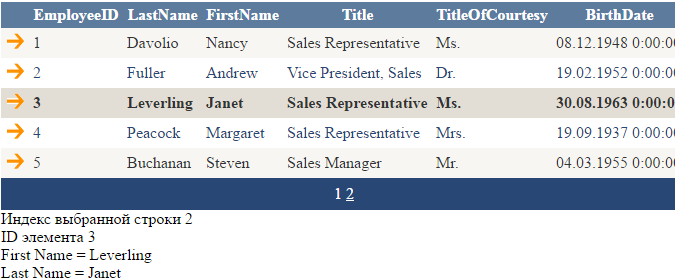 EmployeeID LastName FirstName Title TitleOfCourtesy BirthDate
1 Davolio Nancy Sales Representative Ms. 08.12.1948 0:00:00
2 Fuller Andrew Vice President, Sales Dr. 19.02.1952 0:00:00
3 Leverling Janet Sales Representative Ms. 30.08.1963 0:00:0
4 Peacock Margaret Sales Representative Mrs. 19.09.1937 0:00:00
5 Buchanan Steven Sales Manager Mr. 04.03.1955 0:00:00
1 2
Индекс выбранной строки 2
ID элемента 3
First Name = Leverling
Last Name = Janet